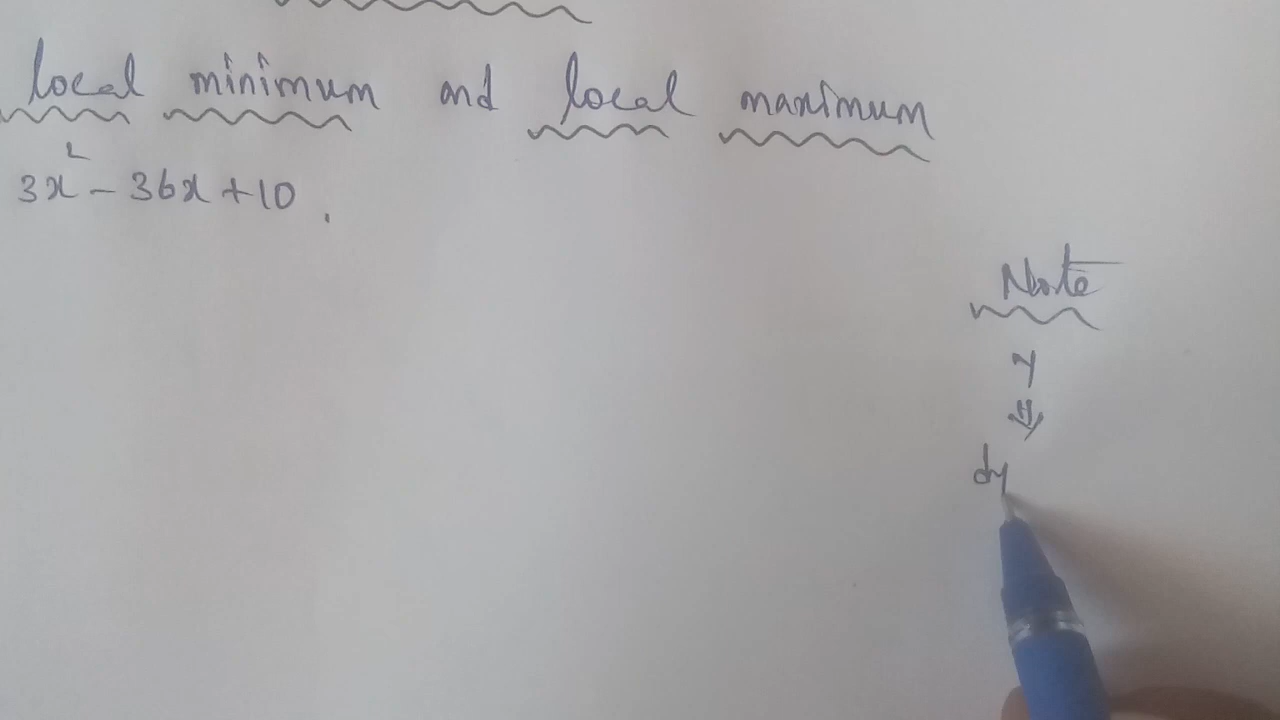 local minimum and local maximum
3x² - 36x + 10 .
Note
y
⇓
dy